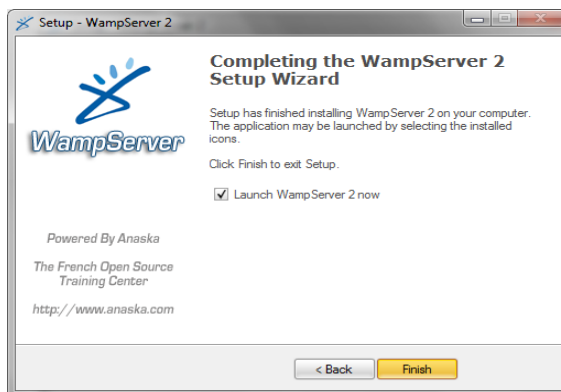 Setup - WampServer 2
Completing the WampServer 2
Setup Wizard
Setup has finished installing WampServer 2 on your computer.
The application may be launched by selecting the installed
icons.
Click Finish to exit Setup.
Launch WampServer 2 now
WampServer
Powered By Anaska
The French Open Source
Training Center
http://www.anaska.com
< Back
Finish